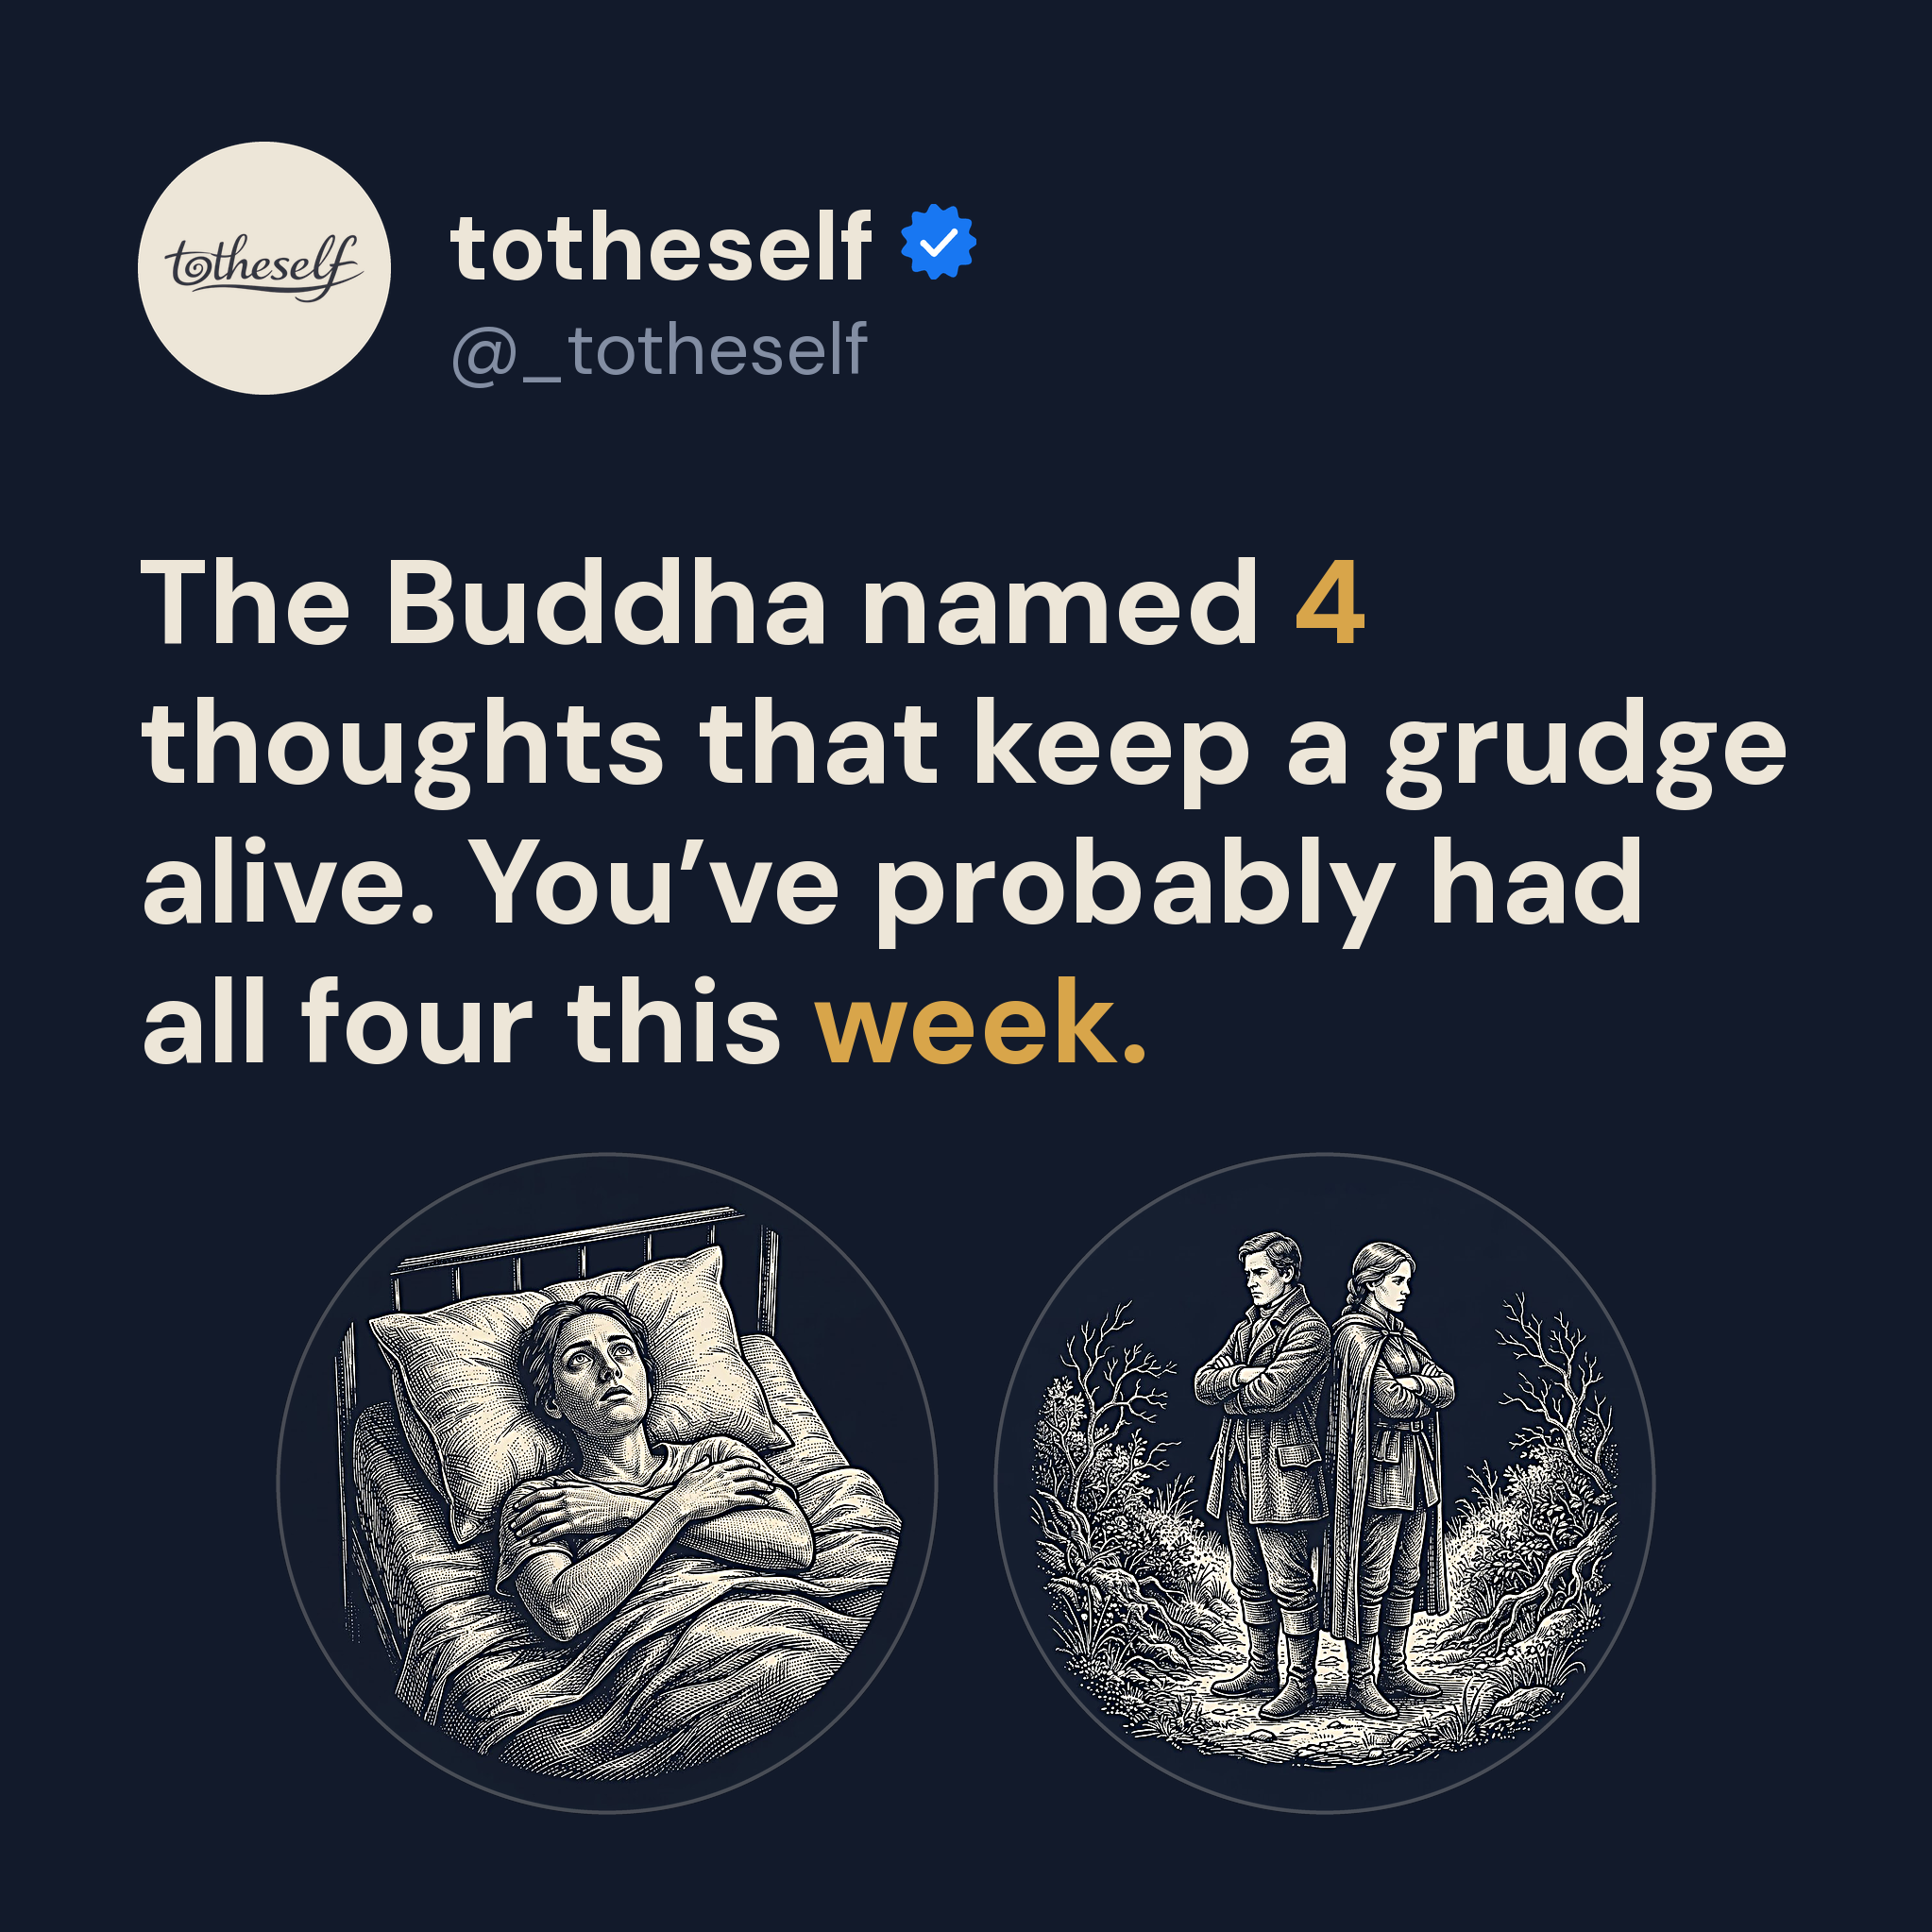 totheself
totheself
@_totheself
The Buddha named 4
thoughts that keep a grudge
alive. You’ve probably had
all four this week.